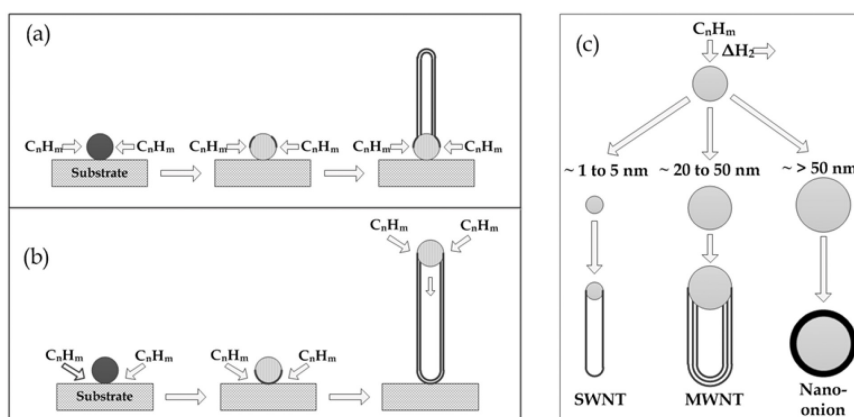 (a)
CₙHₘ CₙHₘ CₙHₘ CₙHₘ CₙHₘ CₙHₘ
Substrate
(b)
CₙHₘ CₙHₘ
CₙHₘ CₙHₘ CₙHₘ CₙHₘ
Substrate
(c)
CₙHₘ
ΔH₂
~ 1 to 5 nm ~ 20 to 50 nm ~ > 50 nm
SWNT MWNT Nano-
onion